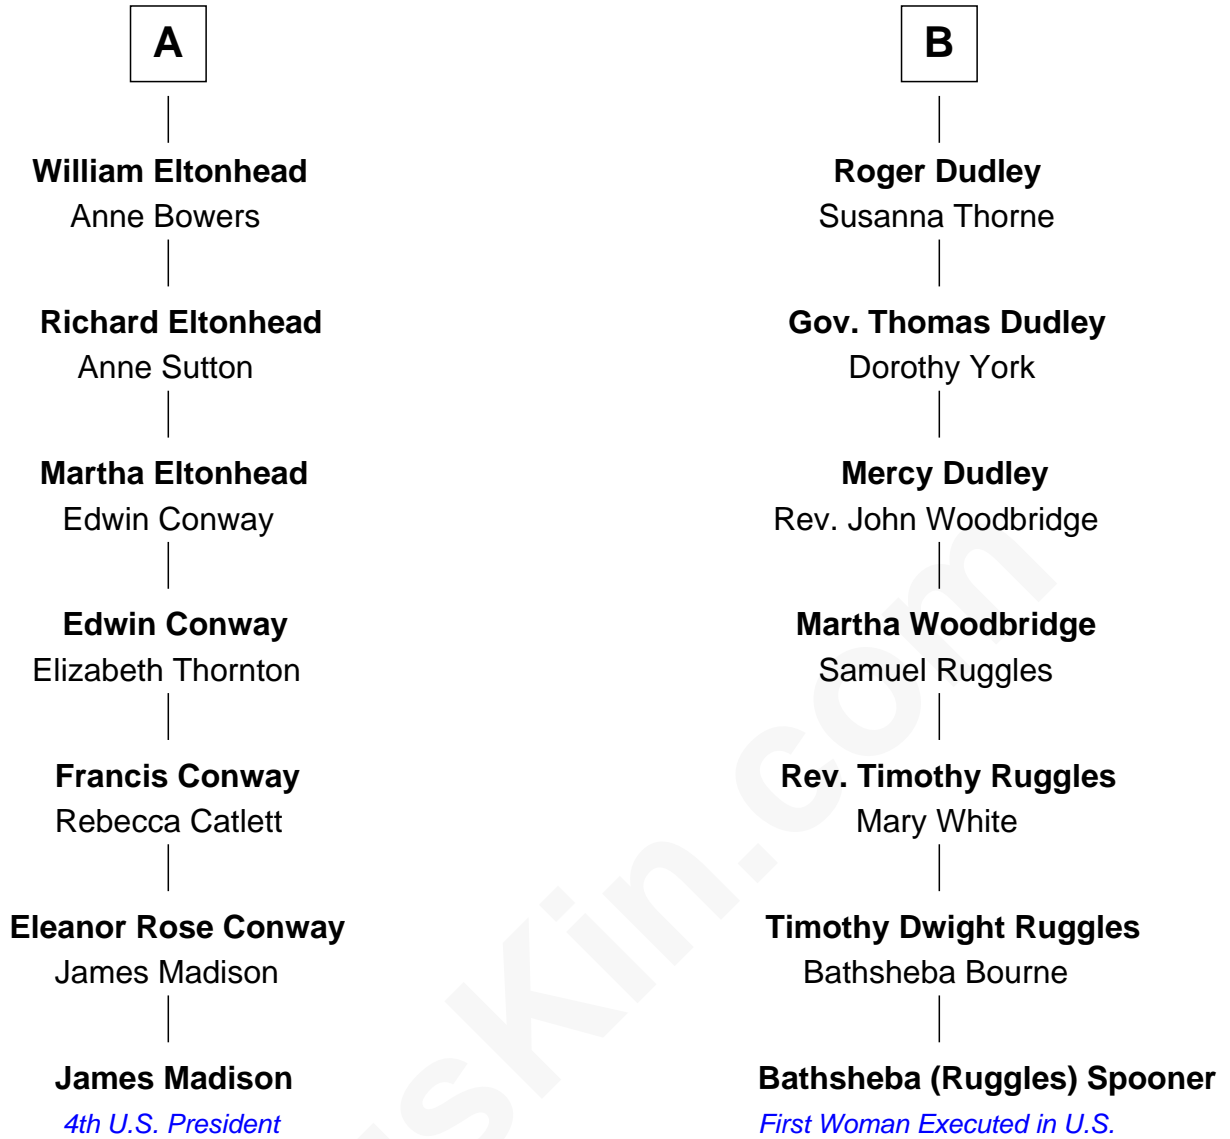 A
William Eltonhead
Anne Bowers
Richard Eltonhead
Anne Sutton
Martha Eltonhead
Edwin Conway
Edwin Conway
Elizabeth Thornton
Francis Conway
Rebecca Catlett
Eleanor Rose Conway
James Madison
James Madison
4th U.S. President
B
Roger Dudley
Susanna Thorne
Gov. Thomas Dudley
Dorothy York
Mercy Dudley
Rev. John Woodbridge
Martha Woodbridge
Samuel Ruggles
Rev. Timothy Ruggles
Mary White
Timothy Dwight Ruggles
Bathsheba Bourne
Bathsheba (Ruggles) Spooner
First Woman Executed in U.S.
sKin.com